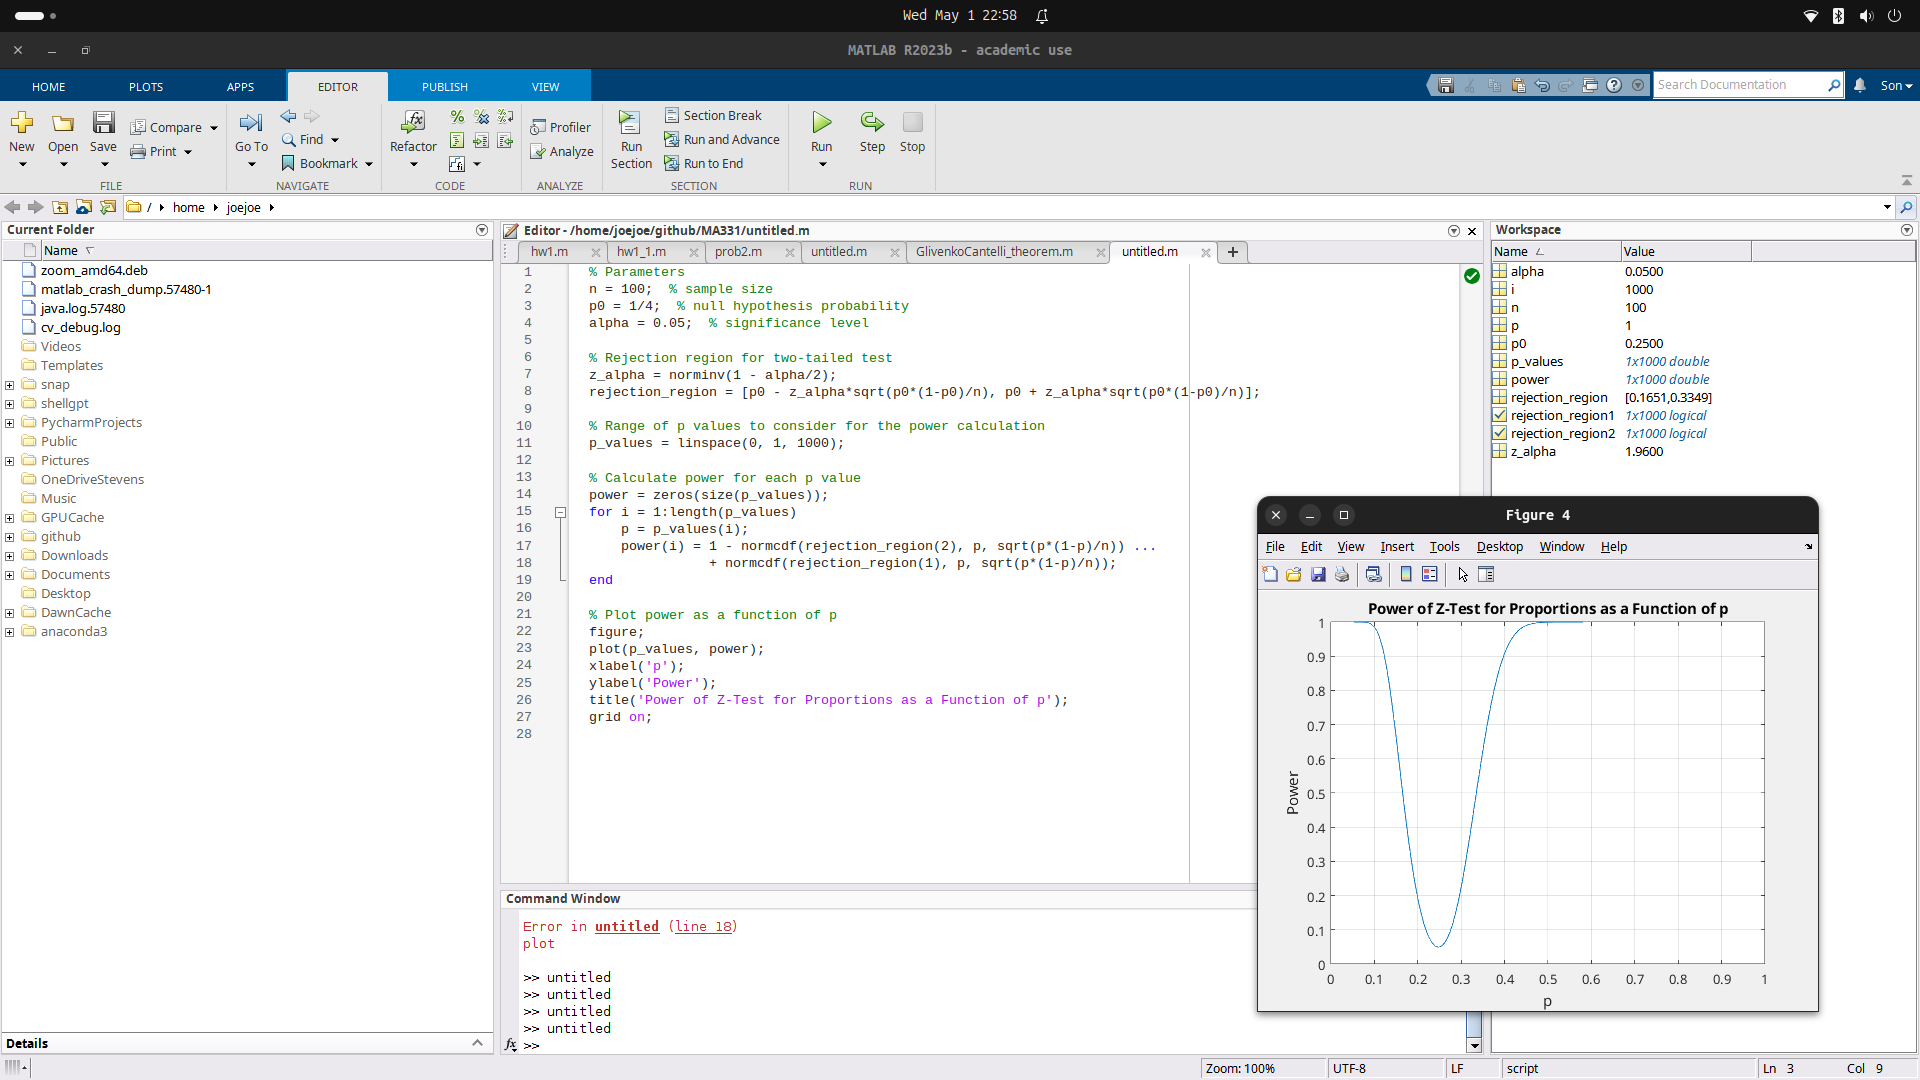 Wed May 1 22:58
MATLAB R2023b - academic use
HOME PLOTS APPS EDITOR PUBLISH VIEW
Search Documentation
Son
New
Open
Save
Compare
Print
FILE
Go To
Find
Bookmark
NAVIGATE
Refactor
CODE
Profiler
Analyze
ANALYZE
Run Section
Section Break
Run and Advance
Run to End
SECTION
Run
Step
Stop
RUN
/ home joejoe
Current Folder
Name
zoom_amd64.deb
matlab_crash_dump.57480-1
java.log.57480
cv_debug.log
Videos
Templates
snap
shellgpt
PycharmProjects
Public
Pictures
OneDriveStevens
Music
GPUCache
github
Downloads
Documents
Desktop
DawnCache
anaconda3
Details
Editor - /home/joejoe/github/MA331/untitled.m
hw1.m hw1_1.m prob2.m untitled.m GlivenkoCantelli_theorem.m untitled.m
1 % Parameters
2 n = 100;  % sample size
3 p0 = 1/4;  % null hypothesis probability
4 alpha = 0.05;  % significance level
5
6 % Rejection region for two-tailed test
7 z_alpha = norminv(1 - alpha/2);
8 rejection_region = [p0 - z_alpha*sqrt(p0*(1-p0)/n), p0 + z_alpha*sqrt(p0*(1-p0)/n)];
9
10 % Range of p values to consider for the power calculation
11 p_values = linspace(0, 1, 1000);
12
13 % Calculate power for each p value
14 power = zeros(size(p_values));
15 for i = 1:length(p_values)
16 p = p_values(i);
17 power(i) = 1 - normcdf(rejection_region(2), p, sqrt(p*(1-p)/n)) ...
18 + normcdf(rejection_region(1), p, sqrt(p*(1-p)/n));
19 end
20
21 % Plot power as a function of p
22 figure;
23 plot(p_values, power);
24 xlabel('p');
25 ylabel('Power');
26 title('Power of Z-Test for Proportions as a Function of p');
27 grid on;
28
Command Window
Error in untitled (line 18)
plot
>> untitled
>> untitled
>> untitled
>> untitled
fx >>
Workspace
Name Value
alpha 0.0500
i 1000
n 100
p 1
p0 0.2500
p_values 1x1000 double
power 1x1000 double
rejection_region [0.1651,0.3349]
rejection_region1 1x1000 logical
rejection_region2 1x1000 logical
z_alpha 1.9600
Figure 4
File Edit View Insert Tools Desktop Window Help
Power of Z-Test for Proportions as a Function of p
1
0.9
0.8
0.7
0.6
0.5
0.4
0.3
0.2
0.1
0
Power
0 0.1 0.2 0.3 0.4 0.5 0.6 0.7 0.8 0.9 1
p
Zoom: 100% UTF-8 LF script Ln 3 Col 9